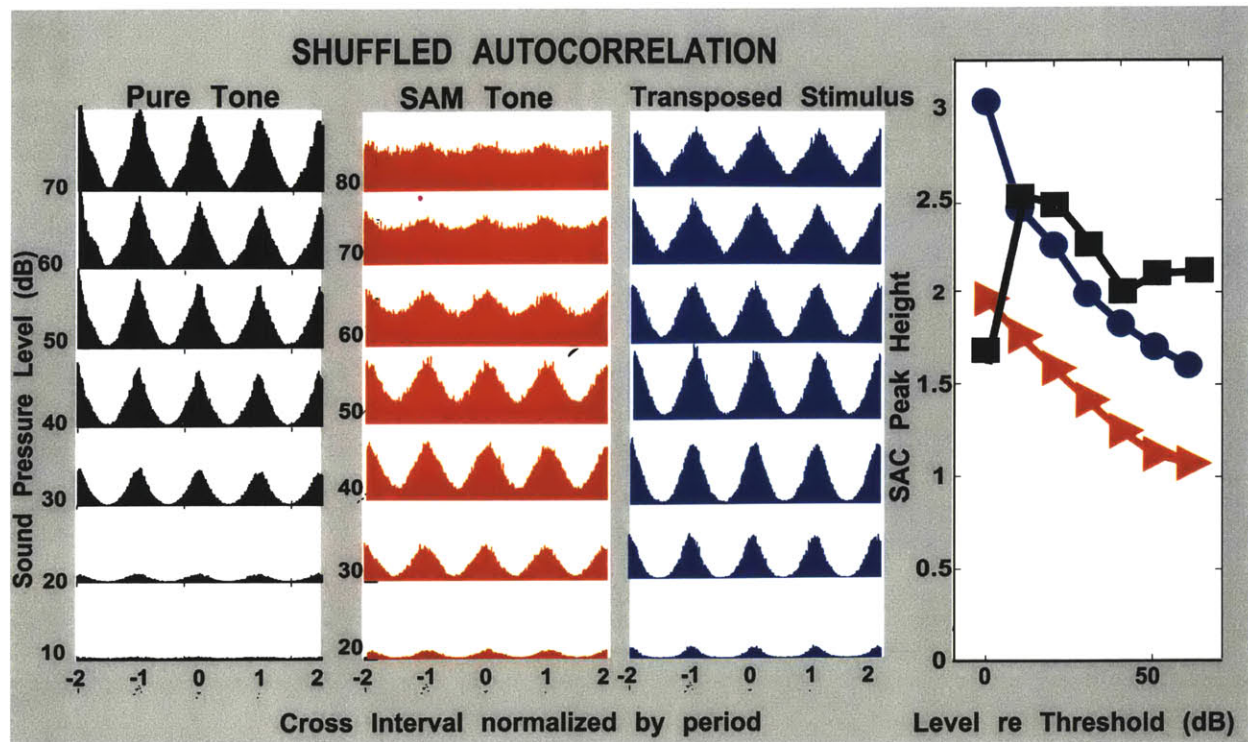 SHUFFLED AUTOCORRELATION
Pure Tone
SAM Tone
Transposed Stimulus
Sound Pressure Level (dB)
70
60
50
40
30
20
10
80
70
60
50
40
30
20
-2 -1 0 1 2
-2 -1 0 1 2
-2 -1 0 1 2
Cross Interval normalized by period
SAC Peak Height
3
2.5
2
1.5
1
0.5
0
0 50
Level re Threshold (dB)